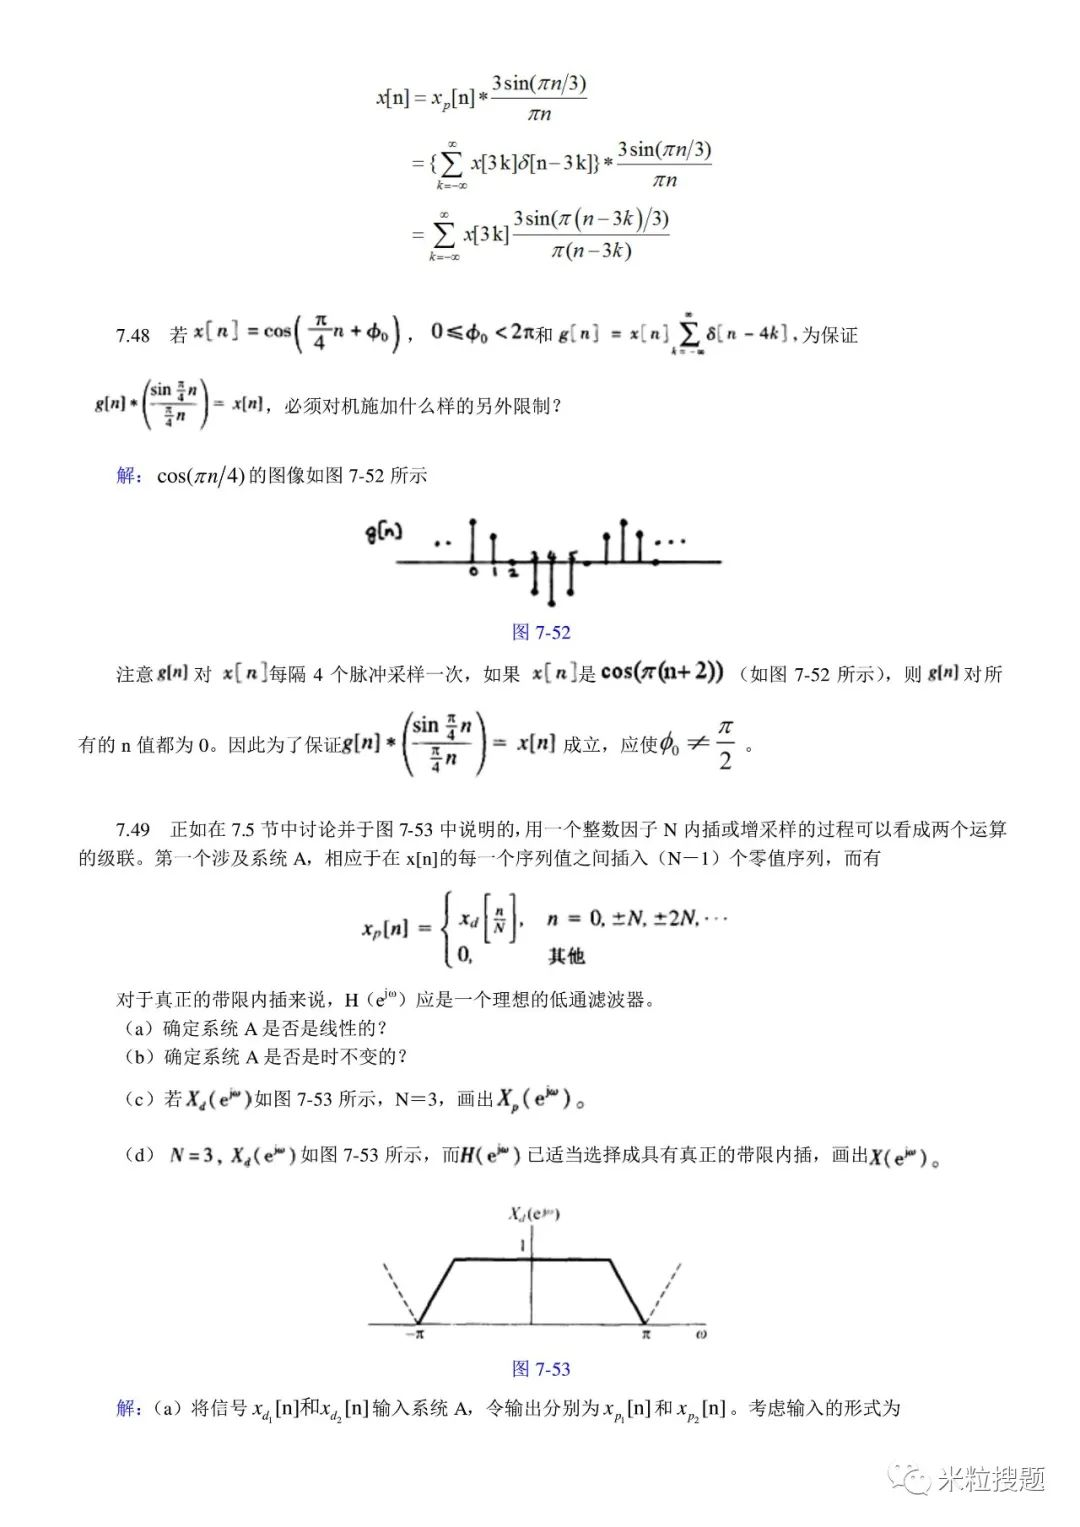 x[n] = x_p[n] * 3sin(πn/3) / πn
= {∑_{k=-∞}^{∞} x[3k]δ[n-3k]} * 3sin(πn/3) / πn
= ∑_{k=-∞}^{∞} x[3k] 3sin(π(n-3k)/3) / π(n-3k)
7.48 若 x[n] = cos(π/4 n + ϕ₀), 0≤ϕ₀<2π和 g[n] = x[n] ∑_{k=-∞}^{∞} δ[n-4k],为保证
g[n] * (sin π/4 n / π/4 n) = x[n],必须对机施加什么样的另外限制?
解: cos(πn/4)的图像如图 7-52 所示
g[n] ·· 0 1 2 3 4 5 ···
图 7-52
注意 g[n] 对 x[n]每隔 4 个脉冲采样一次,如果 x[n]是 cos(π(n+2))(如图 7-52 所示),则 g[n] 对所
有的 n 值都为 0。因此为了保证g[n] * (sin π/4 n / π/4 n) = x[n] 成立,应使ϕ₀ ≠ π/2 。
7.49 正如在 7.5 节中讨论并于图 7-53 中说明的,用一个整数因子 N 内插或增采样的过程可以看成两个运算
的级联。第一个涉及系统 A,相应于在 x[n]的每一个序列值之间插入(N-1)个零值序列,而有
x_p[n] = { x_d[n/N], n = 0, ±N, ±2N, ···
0, 其他
对于真正的带限内插来说,H(e^{jω})应是一个理想的低通滤波器。
(a)确定系统 A 是否是线性的?
(b)确定系统 A 是否是时不变的?
(c)若 X_d(e^{jω})如图 7-53 所示,N=3,画出 X_p(e^{jω})。
(d) N=3, X_d(e^{jω})如图 7-53 所示,而H(e^{jω})已适当选择成具有真正的带限内插,画出X(e^{jω})。
X_d(e^{jω})
1
-π π ω
图 7-53
解:(a)将信号 x_{d₁}[n]和x_{d₂}[n]输入系统 A,令输出分别为 x_{p₁}[n]和 x_{p₂}[n]。考虑输入的形式为
米粒搜题